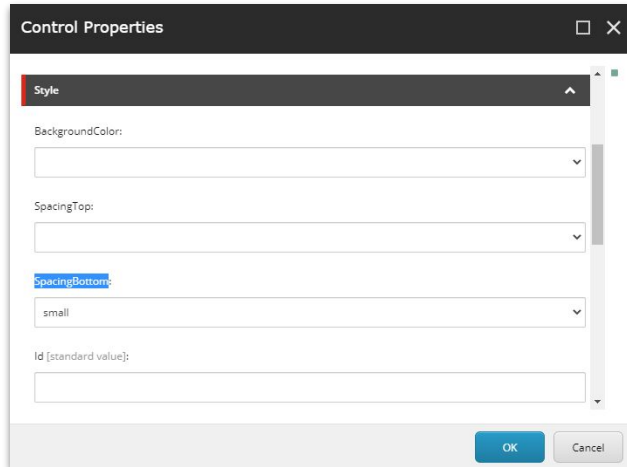 Control Properties
Style
BackgroundColor:
SpacingTop:
SpacingBottom:
small
Id [standard value]:
OK
Cancel